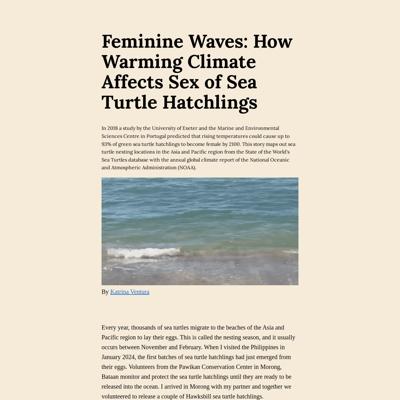 Feminine Waves: How
Warming Climate
Affects Sex of Sea
Turtle Hatchlings
In 2018 a study by the University of Exeter and the Marine and Environmental
Sciences Centre in Portugal predicted that rising temperatures could cause up to
93% of green sea turtle hatchlings to become female by 2100. This story maps out sea
turtle nesting locations in the Asia and Pacific region from the State of the World's
Sea Turtles database with the annual global climate report of the National Oceanic
and Atmospheric Administration (NOAA).
By Katrina Ventura
Every year, thousands of sea turtles migrate to the beaches of the Asia and
Pacific region to lay their eggs. This is called the nesting season, and it usually
occurs between November and February. When I visited the Philippines in
January 2024, the first batches of sea turtle hatchlings had just emerged from
their eggs. Volunteers from the Pawikan Conservation Center in Morong,
Bataan monitor and protect the sea turtle hatchlings until they are ready to be
released into the ocean. I arrived in Morong with my partner and together we
volunteered to release a couple of Hawksbill sea turtle hatchlings.